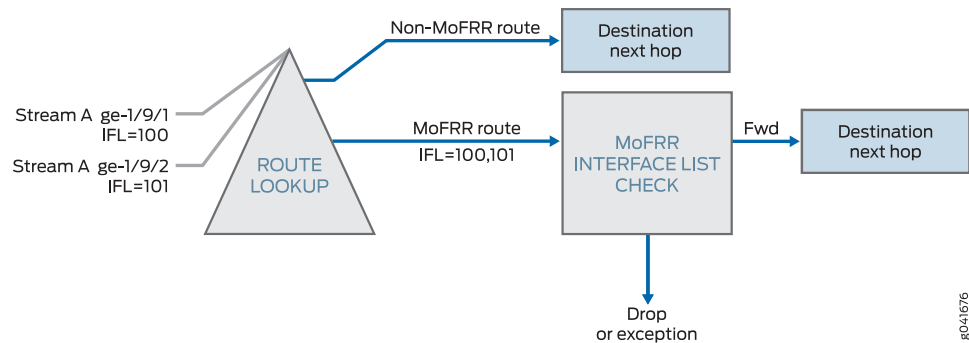 Non-MoFRR route
Destination
next hop
Stream A ge-1/9/1
IFL=100
Stream A ge-1/9/2
IFL=101
ROUTE
LOOKUP
MoFRR route
IFL=100,101
MoFRR
INTERFACE LIST
CHECK
Fwd
Destination
next hop
Drop
or exception
g041676